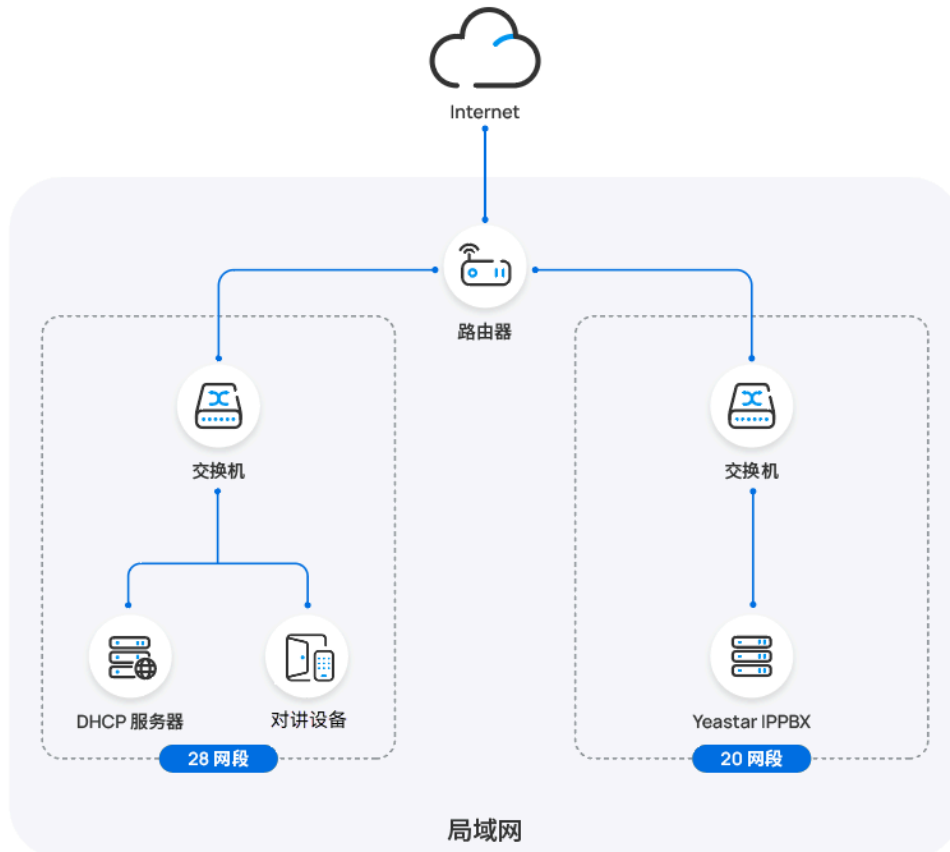 Internet
路由器
交换机
交换机
DHCP 服务器
对讲设备
Yeastar IPPBX
28 网段
20 网段
局域网